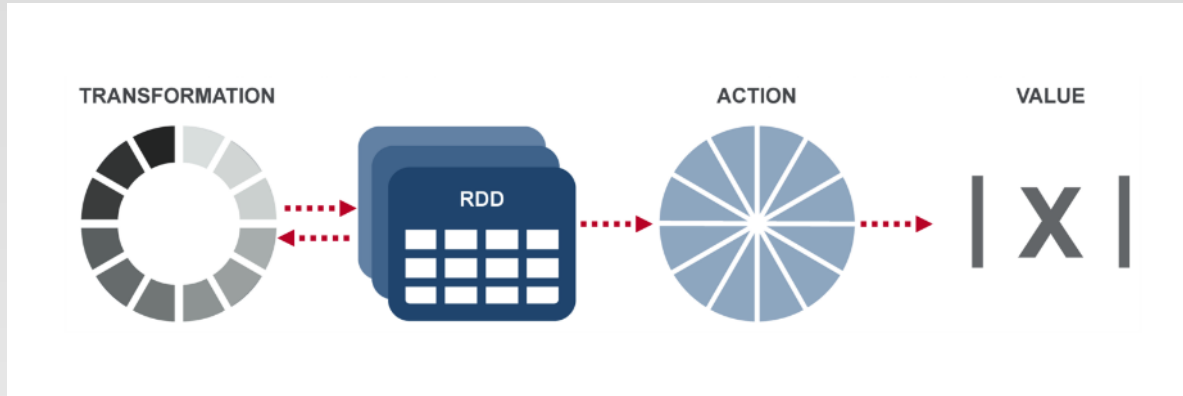 TRANSFORMATION
ACTION
VALUE
RDD
| X |